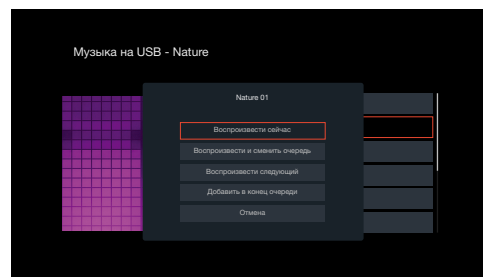 Музыка на USB - Nature
Nature 01
Воспроизвести сейчас
Воспроизвести и сменить очередь
Воспроизвести следующий
Добавить в конец очереди
Отмена